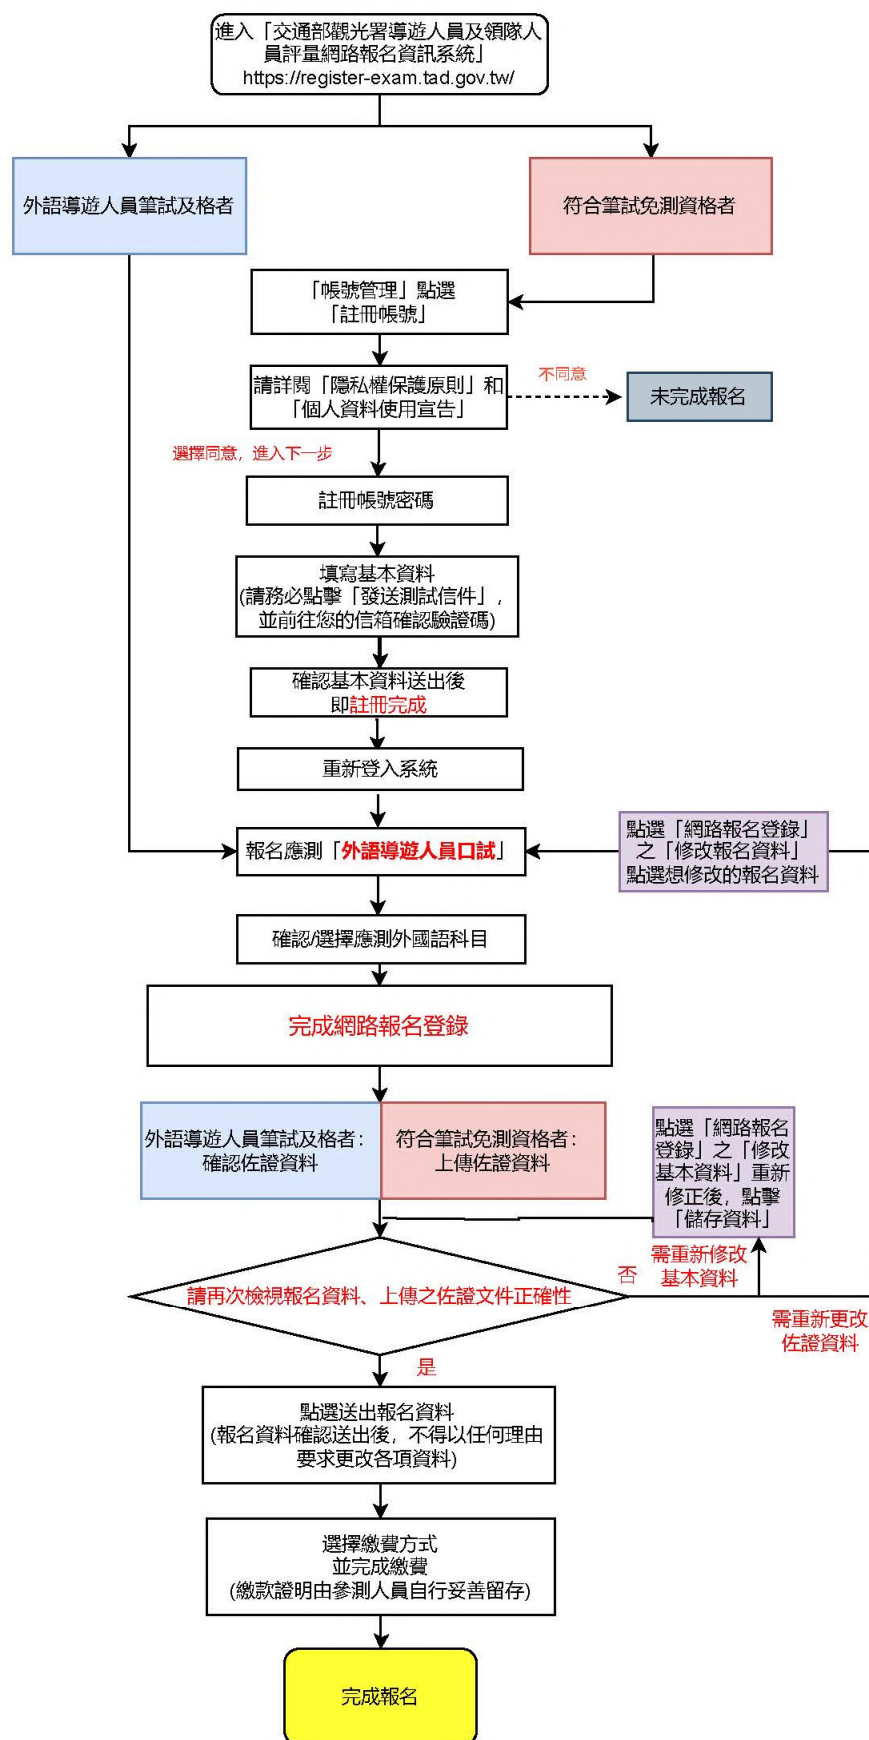 進入「交通部觀光署導遊人員及領隊人
員評量網路報名資訊系統」
https://register-exam.tad.gov.tw/
外語導遊人員筆試及格者
符合筆試免測資格者
「帳號管理」點選
「註冊帳號」
請詳閱「隱私權保護原則」和
「個人資料使用宣告」
不同意
未完成報名
選擇同意，進入下一步
註冊帳號密碼
填寫基本資料
(請務必點擊「發送測試信件」，
並前往您的信箱確認驗證碼)
確認基本資料送出後
即註冊完成
重新登入系統
報名應測「外語導遊人員口試」
點選「網路報名登錄」
之「修改報名資料」
點選想修改的報名資料
確認/選擇應測外國語科目
完成網路報名登錄
外語導遊人員筆試及格者：
確認佐證資料
符合筆試免測資格者：
上傳佐證資料
點選「網路報名
登錄」之「修改
基本資料」重新
修正後，點擊
「儲存資料」
請再次檢視報名資料、上傳之佐證文件正確性
否
需重新修改
基本資料
需重新更改
佐證資料
是
點選送出報名資料
(報名資料確認送出後，不得以任何理由
要求更改各項資料)
選擇繳費方式
並完成繳費
(繳款證明由參測人員自行妥善留存)
完成報名